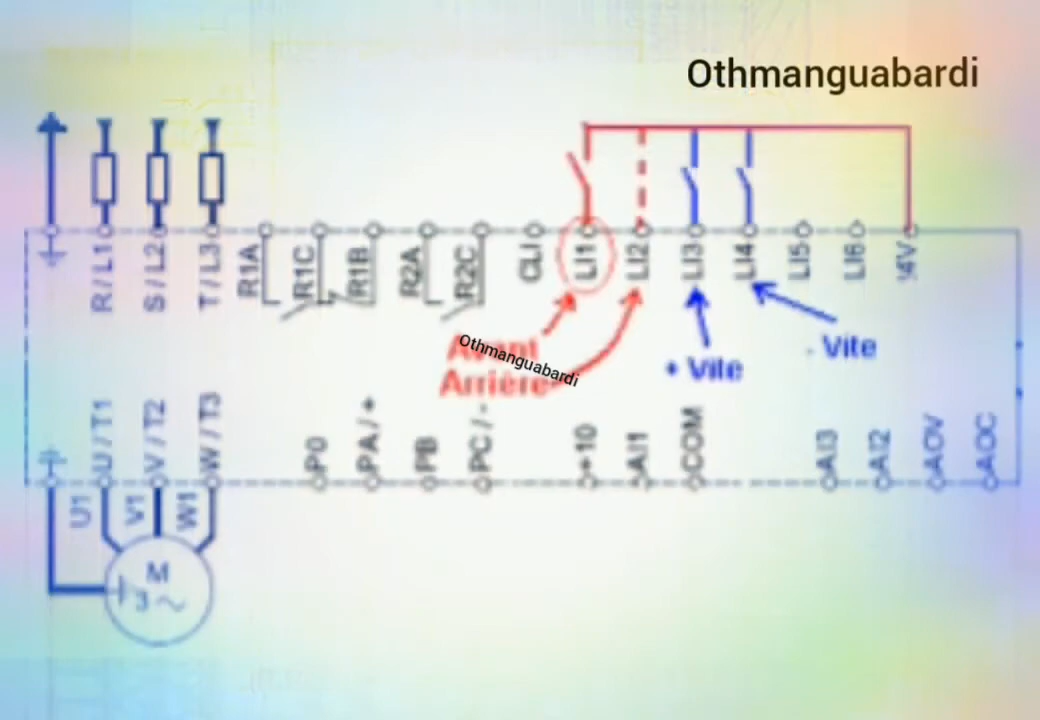 Othmanguabardi
R/L1 S/L2 T/L3 R1A R1C R1B R2A R2C CLI LI1 LI2 LI3 LI4 LI5 LI6
Avant
Othmanguabardi
Arrière
+ Vite
- Vite
U/T1 V/T2 W/T3 P0 PA/+ PB PC/- +10 AI1 COM AI3 AI2 AOV AOC
U1 V1 W1
M
3 ~